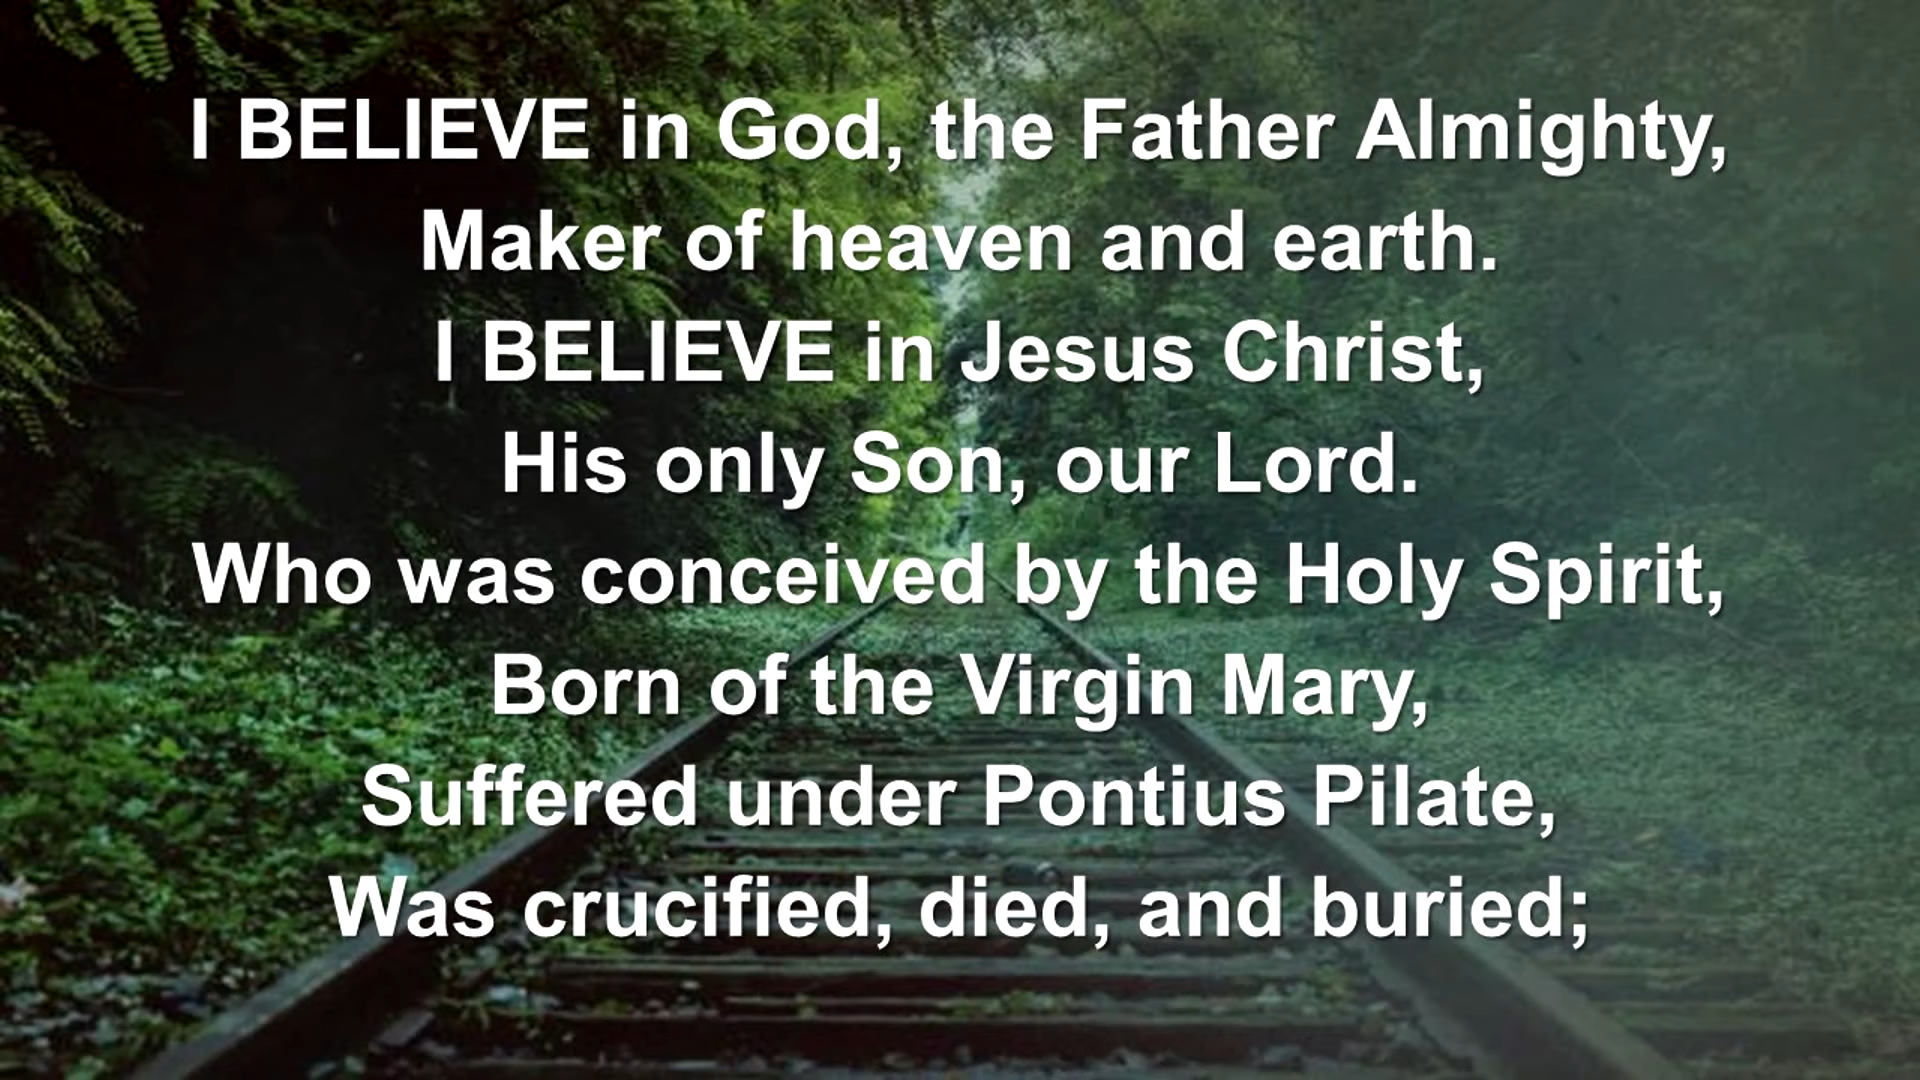 I BELIEVE in God, the Father Almighty,
Maker of heaven and earth.
I BELIEVE in Jesus Christ,
His only Son, our Lord.
Who was conceived by the Holy Spirit,
Born of the Virgin Mary,
Suffered under Pontius Pilate,
Was crucified, died, and buried;